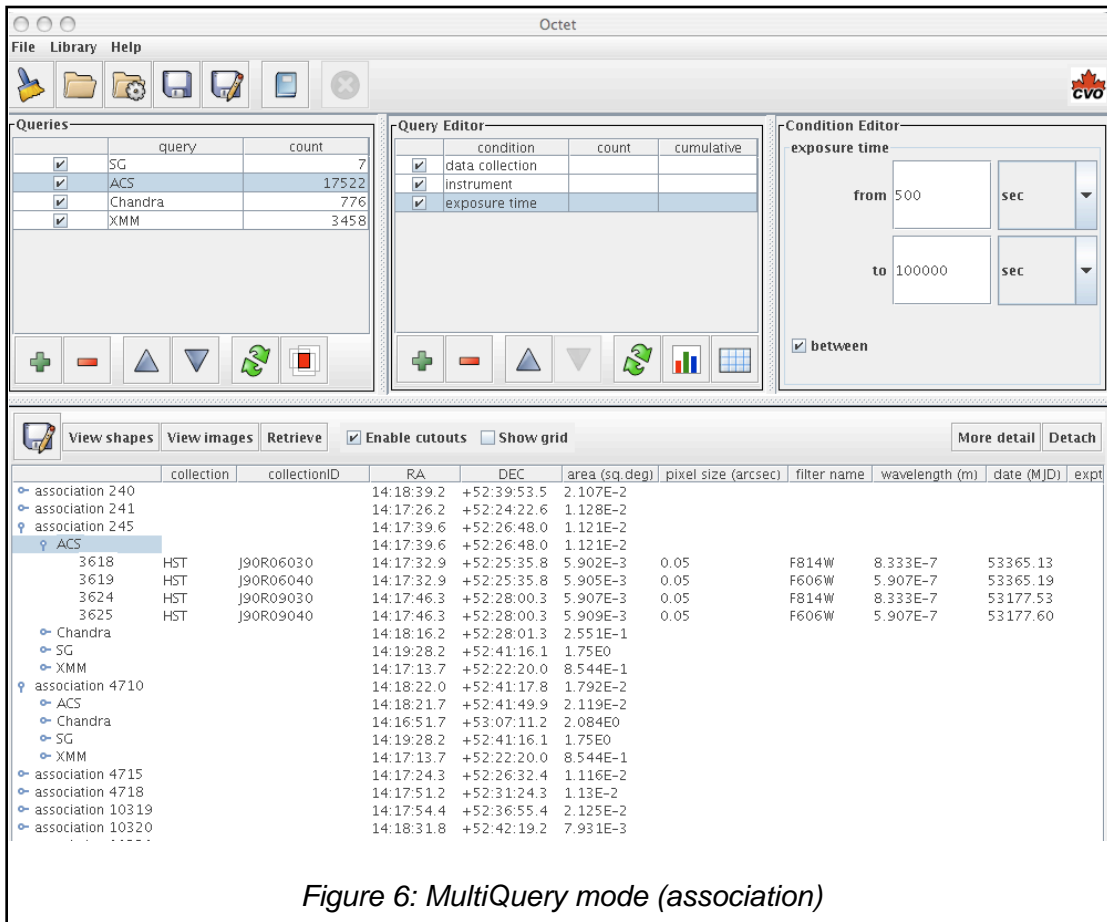 Octet
File Library Help
CVO
Queries
query count
SG 7
ACS 17522
Chandra 776
XMM 3458
Query Editor
condition count cumulative
data collection
instrument
exposure time
Condition Editor
exposure time
from 500 sec
to 100000 sec
between
View shapes View images Retrieve Enable cutouts Show grid More detail Detach
collection collectionID RA DEC area (sq.deg) pixel size (arcsec) filter name wavelength (m) date (MJD) expt
association 240 14:18:39.2 +52:39:53.5 2.107E-2
association 241 14:17:26.2 +52:24:22.6 1.128E-2
association 245 14:17:39.6 +52:26:48.0 1.121E-2
ACS 14:17:39.6 +52:26:48.0 1.121E-2
3618 HST J90R06030 14:17:32.9 +52:25:35.8 5.902E-3 0.05 F814W 8.333E-7 53365.13
3619 HST J90R06040 14:17:32.9 +52:25:35.8 5.905E-3 0.05 F606W 5.907E-7 53365.19
3624 HST J90R09030 14:17:46.3 +52:28:00.3 5.907E-3 0.05 F814W 8.333E-7 53177.53
3625 HST J90R09040 14:17:46.3 +52:28:00.3 5.909E-3 0.05 F606W 5.907E-7 53177.60
Chandra 14:18:16.2 +52:28:01.3 2.551E-1
SG 14:19:28.2 +52:41:16.1 1.75E0
XMM 14:17:13.7 +52:22:20.0 8.544E-1
association 4710 14:18:22.0 +52:41:17.8 1.792E-2
ACS 14:18:21.7 +52:41:49.9 2.119E-2
Chandra 14:16:51.7 +53:07:11.2 2.084E0
SG 14:19:28.2 +52:41:16.1 1.75E0
XMM 14:17:13.7 +52:22:20.0 8.544E-1
association 4715 14:17:24.3 +52:26:32.4 1.116E-2
association 4718 14:17:51.2 +52:31:24.3 1.13E-2
association 10319 14:17:54.4 +52:36:55.4 2.125E-2
association 10320 14:18:31.8 +52:42:19.2 7.931E-3
Figure 6: MultiQuery mode (association)